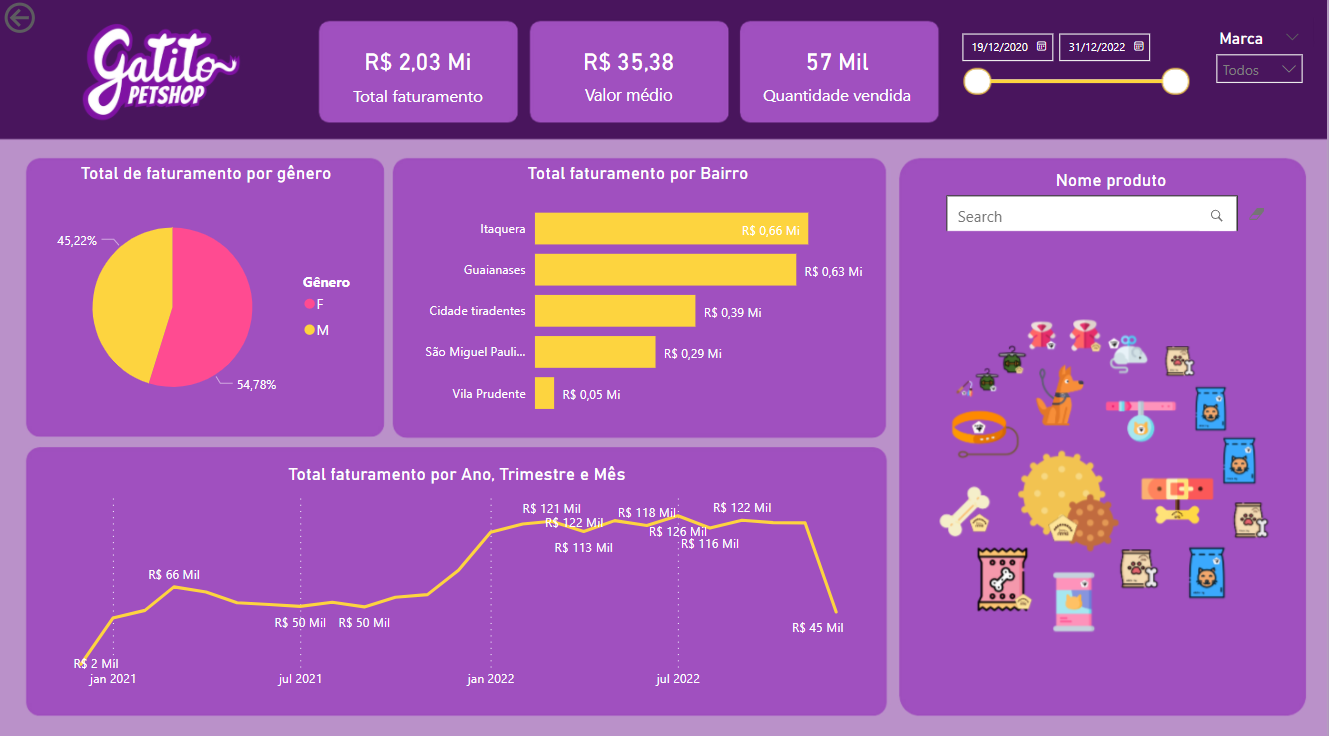 Gatito
PETSHOP
R$ 2,03 Mi
Total faturamento
R$ 35,38
Valor médio
57 Mil
Quantidade vendida
19/12/2020
31/12/2022
Marca
Todos
Total de faturamento por gênero
45,22%
54,78%
Gênero
F
M
Total faturamento por Bairro
Itaquera
R$ 0,66 Mi
Guaianases
R$ 0,63 Mi
Cidade tiradentes
R$ 0,39 Mi
São Miguel Pauli...
R$ 0,29 Mi
Vila Prudente
R$ 0,05 Mi
Nome produto
Search
Total faturamento por Ano, Trimestre e Mês
R$ 2 Mil
R$ 66 Mil
R$ 50 Mil
R$ 50 Mil
R$ 121 Mil
R$ 122 Mil
R$ 113 Mil
R$ 118 Mil
R$ 126 Mil
R$ 116 Mil
R$ 122 Mil
R$ 45 Mil
jan 2021
jul 2021
jan 2022
jul 2022